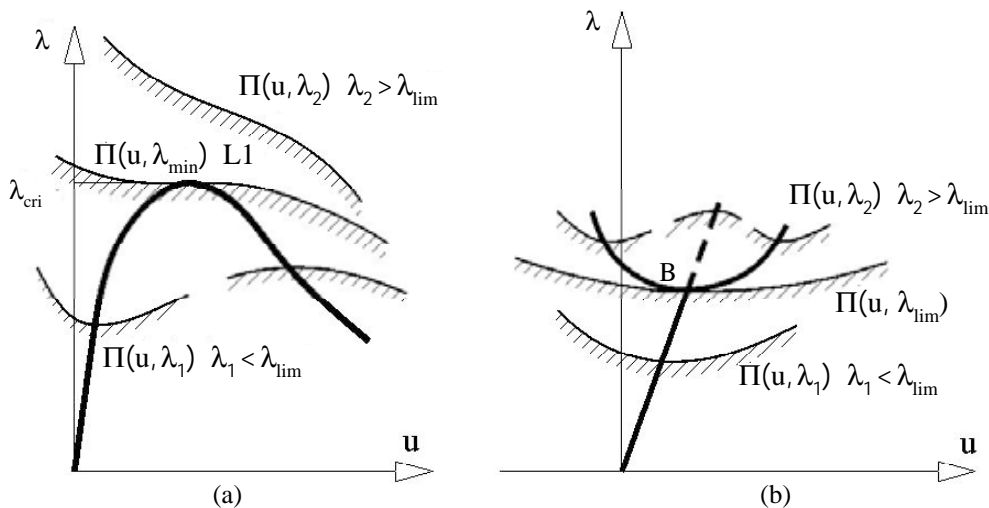 λ
Π(u, λ₂) λ₂ > λlim
Π(u, λmin) L1
λcri
Π(u, λ₁) λ₁ < λlim
u
(a)
λ
Π(u, λ₂) λ₂ > λlim
B
Π(u, λlim)
Π(u, λ₁) λ₁ < λlim
u
(b)